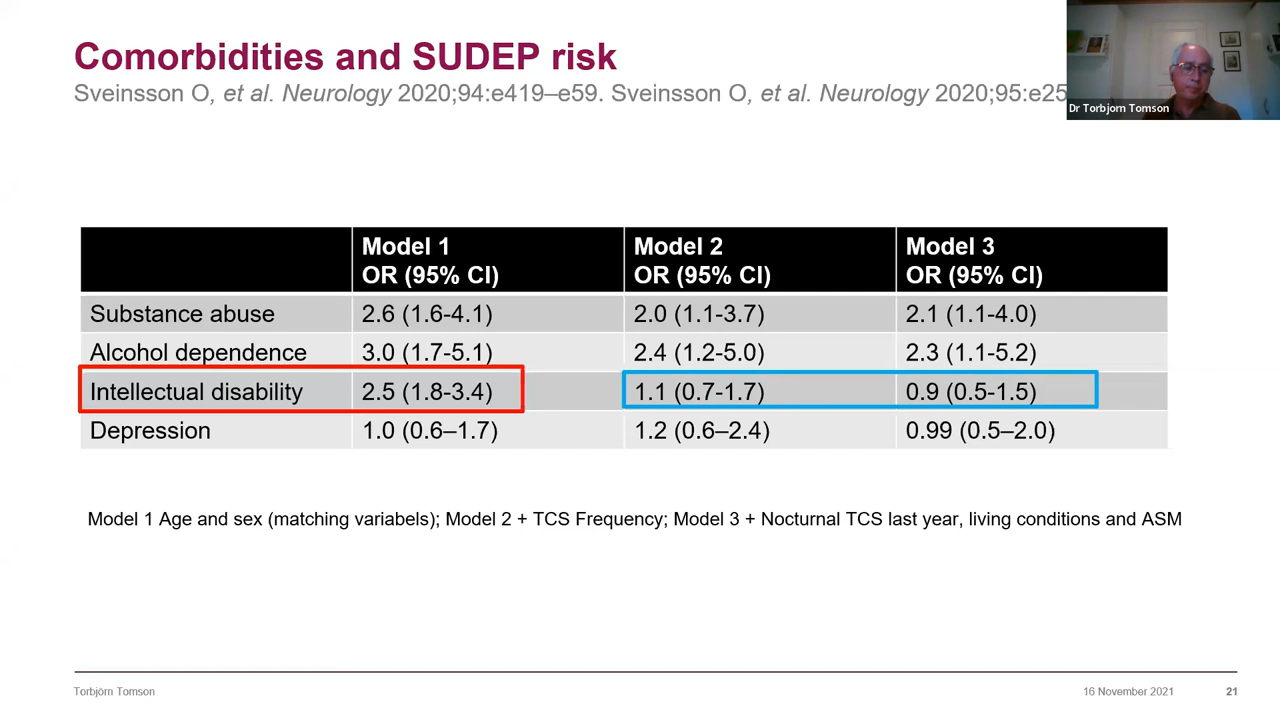 Comorbidities and SUDEP risk
Sveinsson O, et al. Neurology 2020;94:e419–e59. Sveinsson O, et al. Neurology 2020;95:e25
Dr Torbjorn Tomson
Model 1 Model 2 Model 3
OR (95% CI) OR (95% CI) OR (95% CI)
Substance abuse 2.6 (1.6-4.1) 2.0 (1.1-3.7) 2.1 (1.1-4.0)
Alcohol dependence 3.0 (1.7-5.1) 2.4 (1.2-5.0) 2.3 (1.1-5.2)
Intellectual disability 2.5 (1.8-3.4) 1.1 (0.7-1.7) 0.9 (0.5-1.5)
Depression 1.0 (0.6–1.7) 1.2 (0.6–2.4) 0.99 (0.5–2.0)
Model 1 Age and sex (matching variabels); Model 2 + TCS Frequency; Model 3 + Nocturnal TCS last year, living conditions and ASM
Torbjörn Tomson 16 November 2021 21